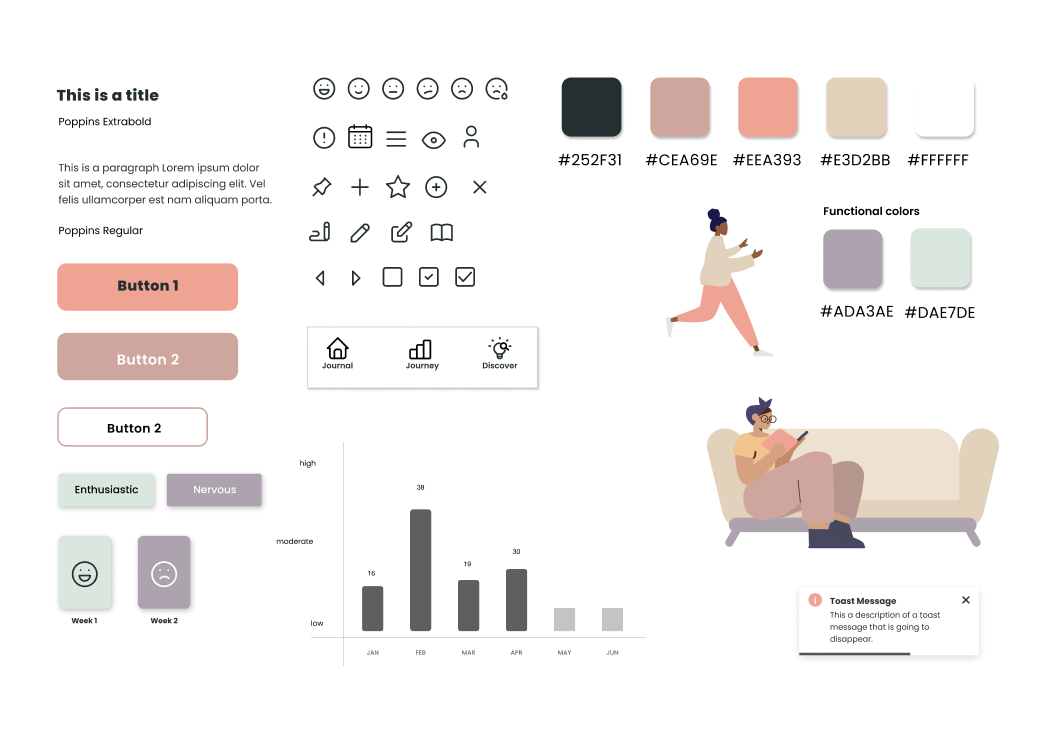 This is a title
Poppins Extrabold
This is a paragraph Lorem ipsum dolor
sit amet, consectetur adipiscing elit. Vel
felis ullamcorper est nam aliquam porta.
Poppins Regular
Button 1
Button 2
Button 2
Enthusiastic
Nervous
Week 1
Week 2
Journal
Journey
Discover
high
moderate
low
16
38
19
30
JAN
FEB
MAR
APR
MAY
JUN
#252F31
#CEA69E
#EEA393
#E3D2BB
#FFFFFF
Functional colors
#ADA3AE
#DAE7DE
Toast Message
This a description of a toast
message that is going to
disappear.